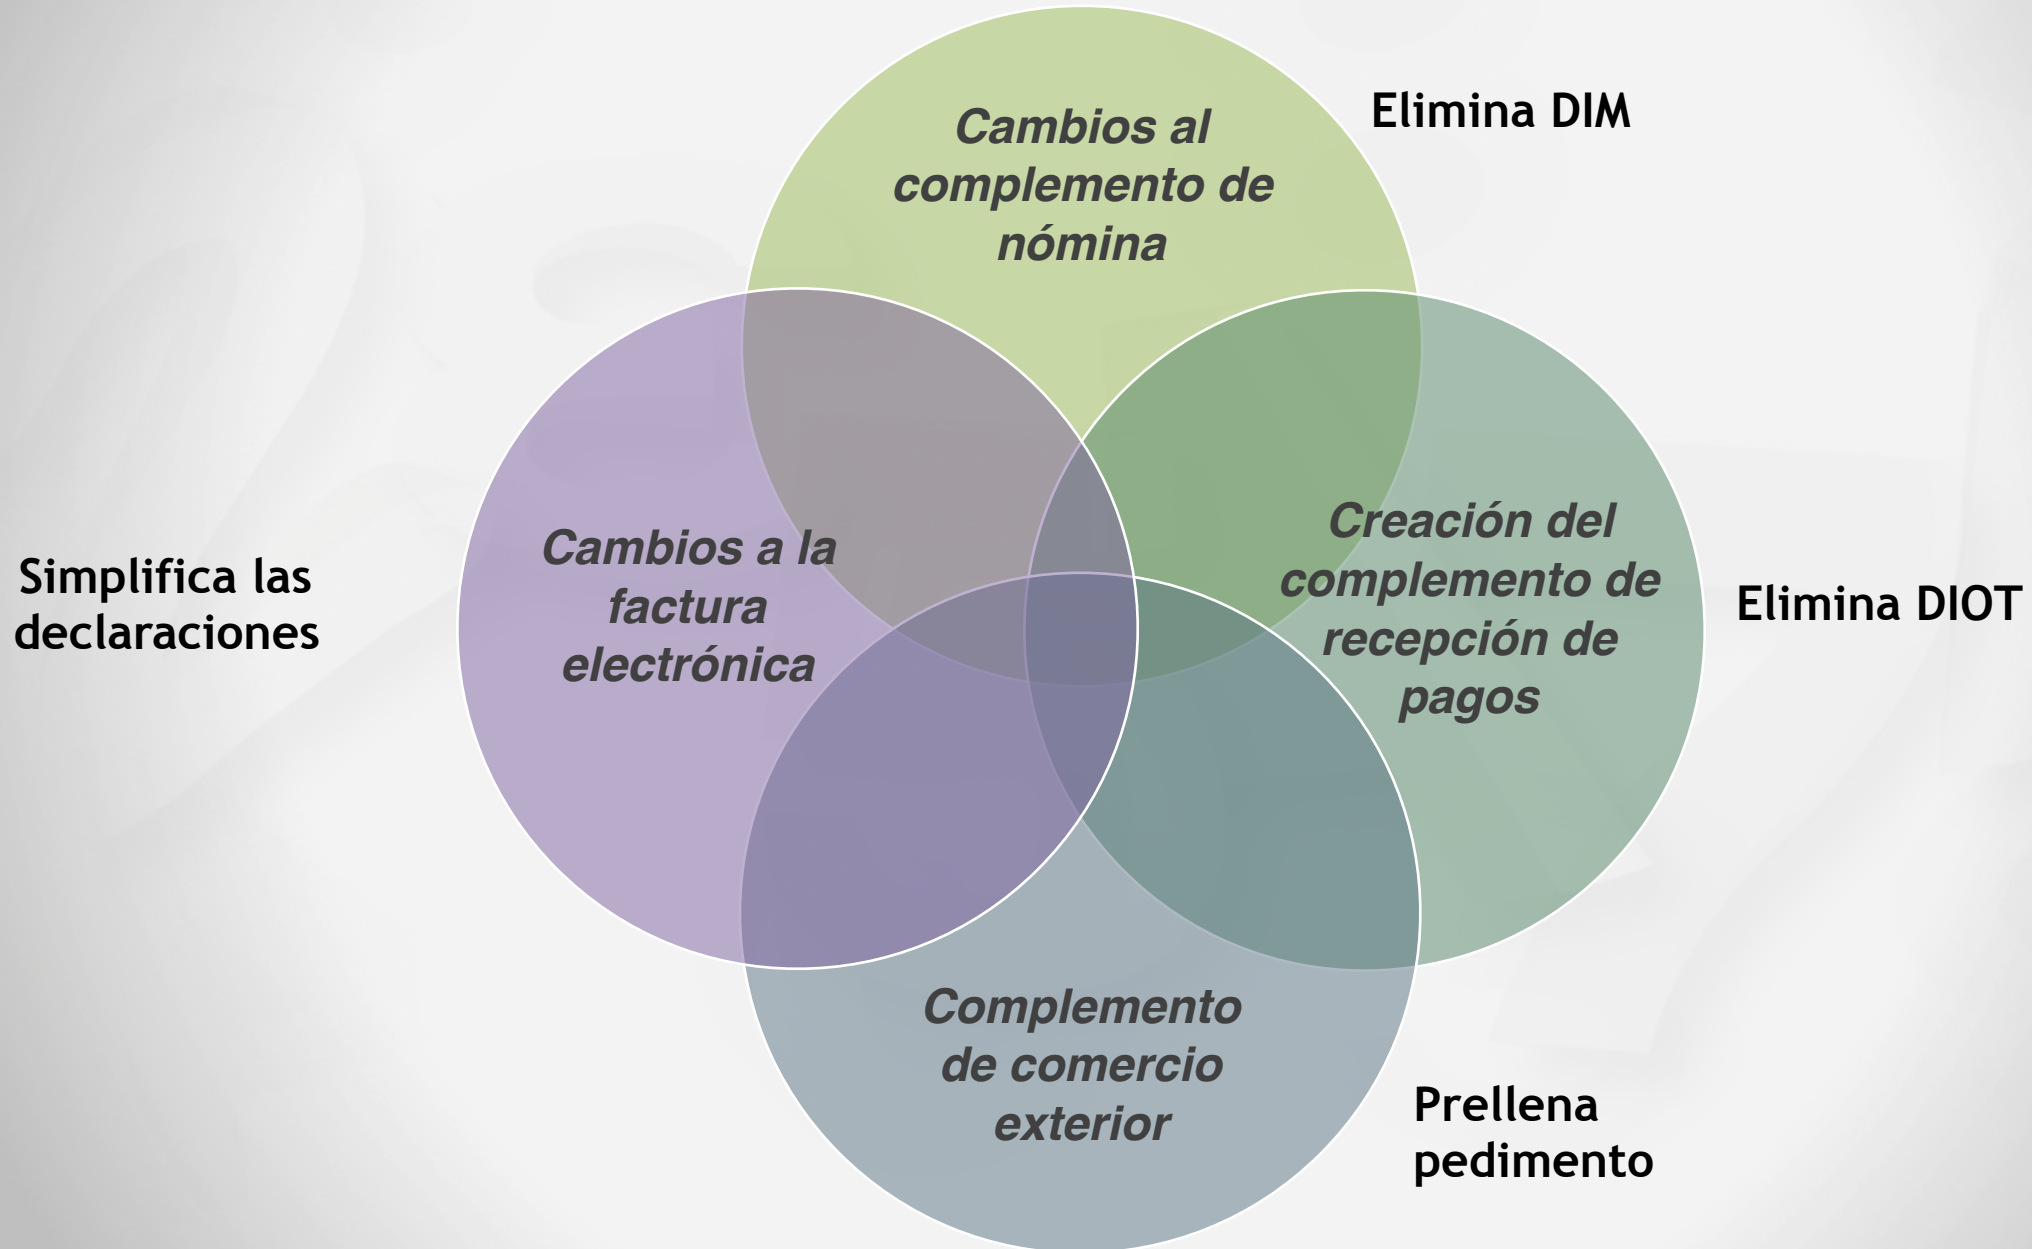 Cambios al
complemento de
nómina
Elimina DIM
Simplifica las
declaraciones
Cambios a la
factura
electrónica
Creación del
complemento de
recepción de
pagos
Elimina DIOT
Complemento
de comercio
exterior
Prellena
pedimento